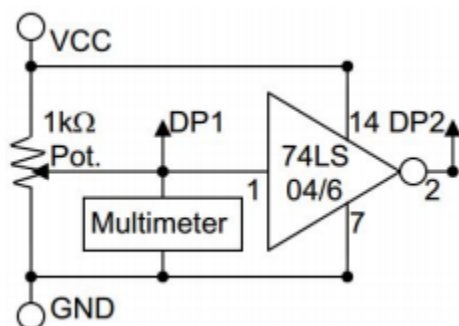 VCC
1kΩ
Pot.
DP1
14 DP2
74LS
04/6
1
2
7
Multimeter
GND